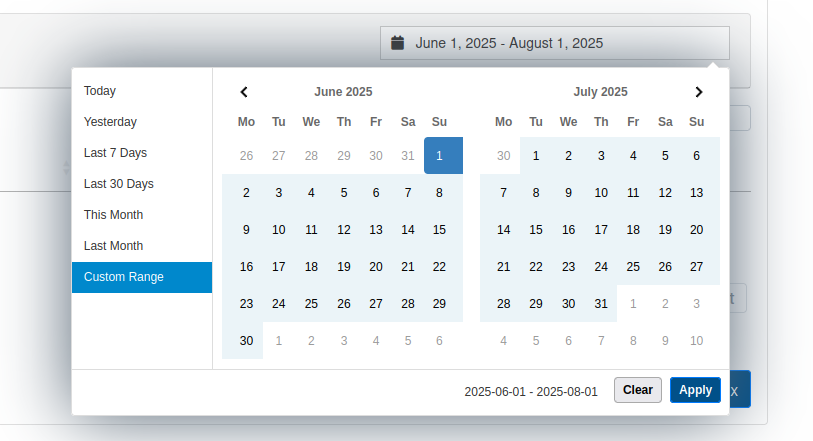 June 1, 2025 - August 1, 2025
Today
Yesterday
Last 7 Days
Last 30 Days
This Month
Last Month
Custom Range
June 2025
Mo Tu We Th Fr Sa Su
26 27 28 29 30 31 1
2 3 4 5 6 7 8
9 10 11 12 13 14 15
16 17 18 19 20 21 22
23 24 25 26 27 28 29
30 1 2 3 4 5 6
July 2025
Mo Tu We Th Fr Sa Su
30 1 2 3 4 5 6
7 8 9 10 11 12 13
14 15 16 17 18 19 20
21 22 23 24 25 26 27
28 29 30 31 1 2 3
4 5 6 7 8 9 10
2025-06-01 - 2025-08-01
Clear
Apply